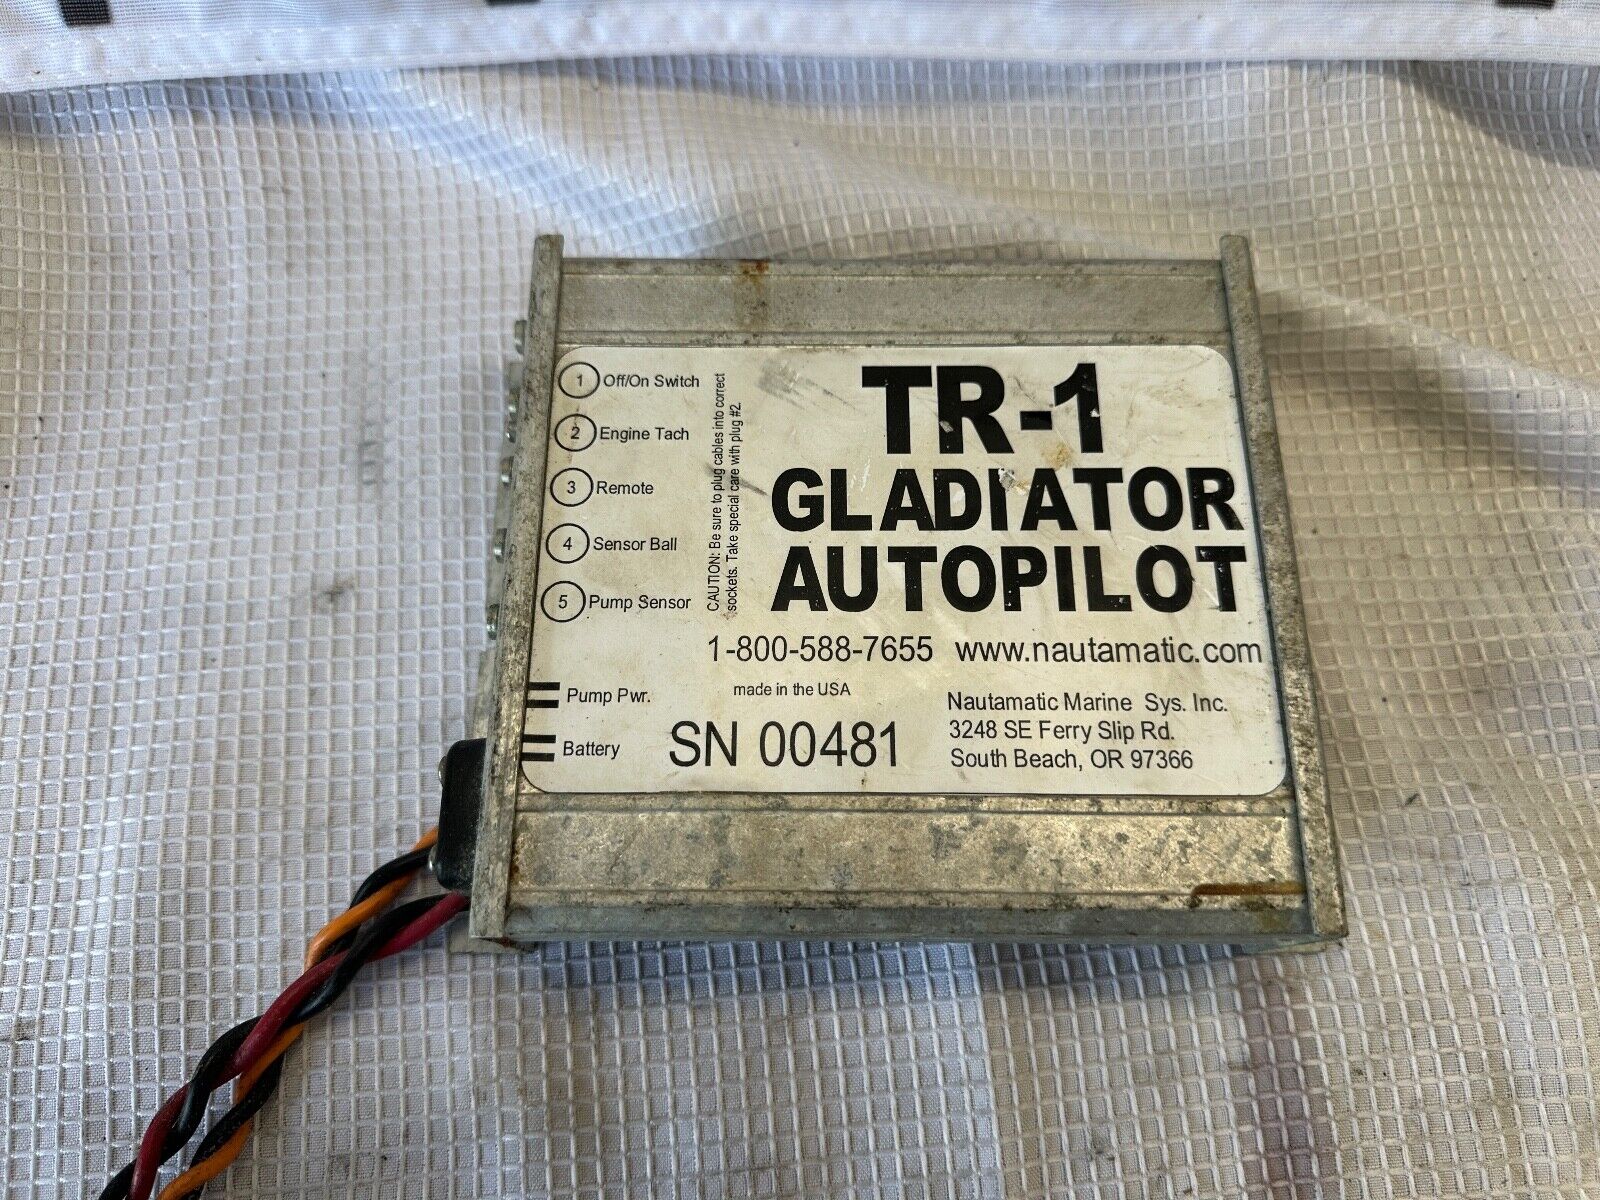 TR-1
GLADIATOR
AUTOPILOT
1 Off/On Switch
2 Engine Tach
3 Remote
4 Sensor Ball
5 Pump Sensor
CAUTION: Be sure to plug cables into correct
sockets. Take special care with plug #2.
1-800-588-7655 www.nautamatic.com
made in the USA
Pump Pwr.
Battery
SN 00481
Nautamatic Marine Sys. Inc.
3248 SE Ferry Slip Rd.
South Beach, OR 97366